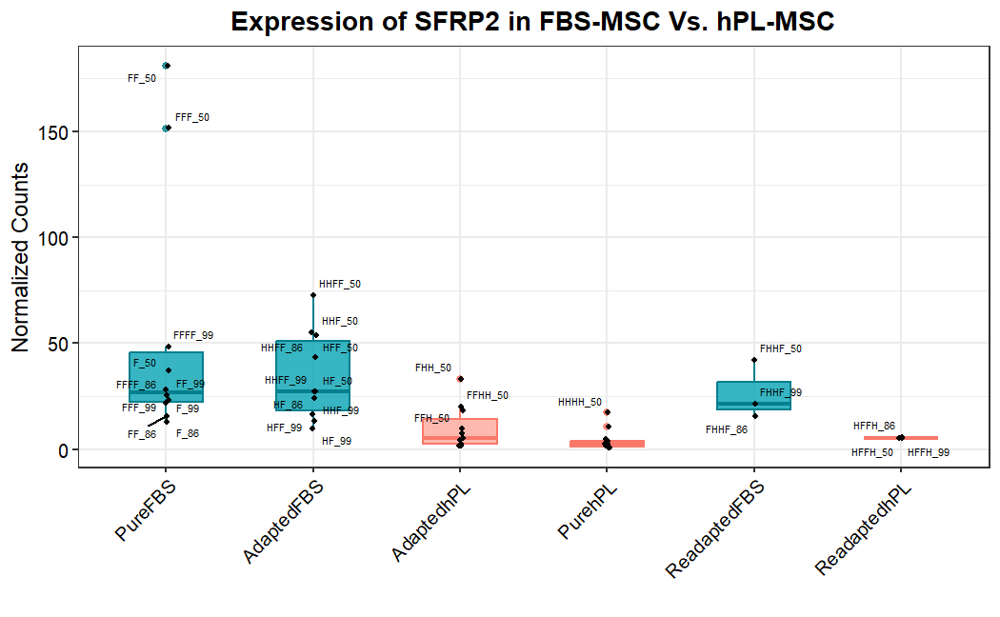 Expression of SFRP2 in FBS-MSC Vs. hPL-MSC
Normalized Counts
150
100
50
0
FF_50
FFF_50
FFFF_99
F_50
FFFF_86
FF_99
FFF_99
F_99
FF_86
F_86
HHFF_50
HHF_50
HHFF_86
HFF_50
HHFF_99
HF_50
HF_86
HHF_99
HFF_99
HF_99
FHH_50
FFHH_50
FFH_50
HHHH_50
FHHF_50
FHHF_99
FHHF_86
HFFH_86
HFFH_50
HFFH_99
PureFBS
AdaptedFBS
AdaptedhPL
PurehPL
ReadaptedFBS
ReadaptedhPL